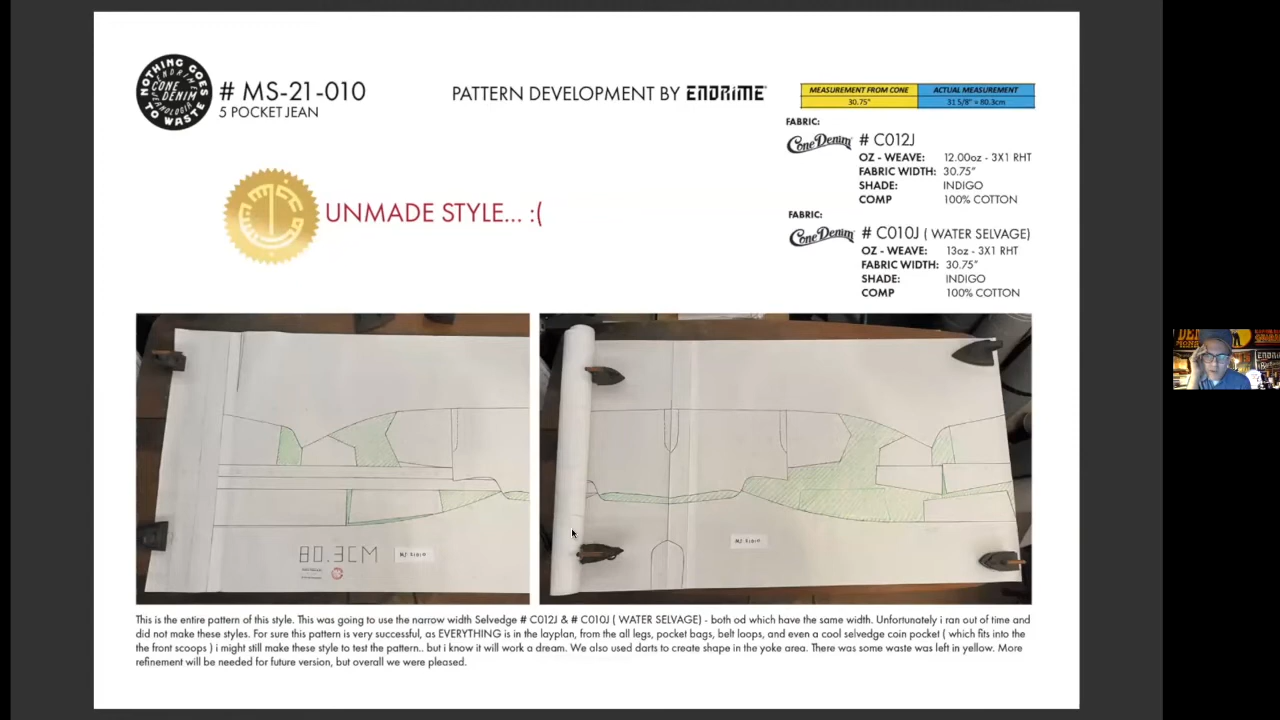 NOTHING GOES
ENDRIME
CONE DENIM
TO WASTE
# MS-21-010
5 POCKET JEAN
PATTERN DEVELOPMENT BY ENDRIME
MEASUREMENT FROM CONE ACTUAL MEASUREMENT
30.75" 31 5/8" = 80.3cm
FABRIC:
Cone Denim # C012J
OZ - WEAVE: 12.00oz - 3X1 RHT
FABRIC WIDTH: 30.75"
SHADE: INDIGO
COMP 100% COTTON
UNMADE STYLE... :(
FABRIC:
Cone Denim # C010J ( WATER SELVAGE)
OZ - WEAVE: 13oz - 3X1 RHT
FABRIC WIDTH: 30.75"
SHADE: INDIGO
COMP 100% COTTON
80.3CM
This is the entire pattern of this style. This was going to use the narrow width Selvedge # C012J & # C010J ( WATER SELVAGE) - both od which have the same width. Unfortunately i ran out of time and
did not make these styles. For sure this pattern is very successful, as EVERYTHING is in the layplan, from the all legs, pocket bags, belt loops, and even a cool selvedge coin pocket ( which fits into the
the front scoops ) i might still make these style to test the pattern.. but i know it will work a dream. We also used darts to create shape in the yoke area. There was some waste was left in yellow. More
refinement will be needed for future version, but overall we were pleased.